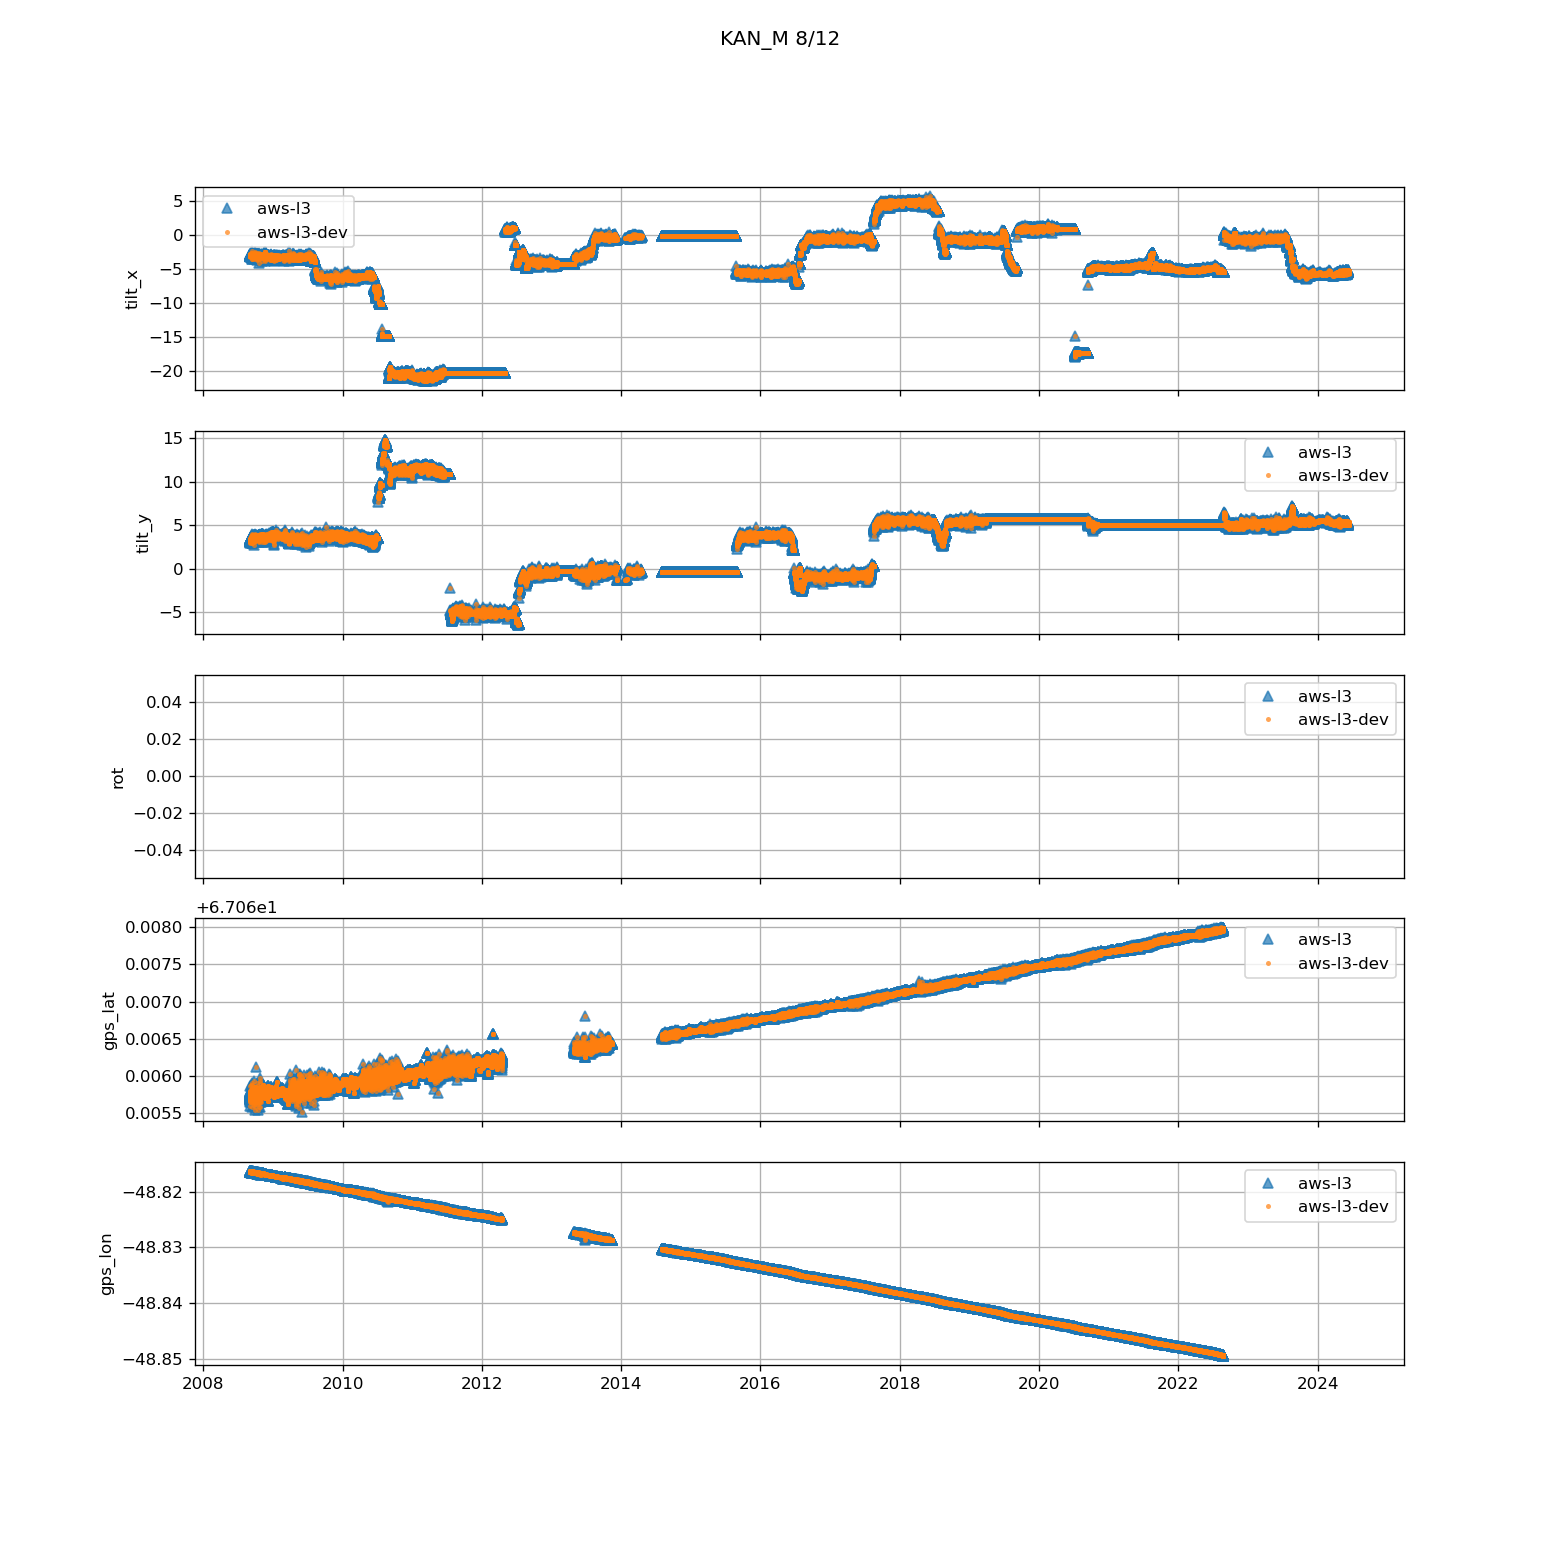 KAN_M 8/12
5
0
−5
−10
−15
−20
tilt_x
aws-l3
aws-l3-dev
15
10
5
0
−5
tilt_y
aws-l3
aws-l3-dev
0.04
0.02
0.00
−0.02
−0.04
rot
aws-l3
aws-l3-dev
+6.706e1
0.0080
0.0075
0.0070
0.0065
0.0060
0.0055
gps_lat
aws-l3
aws-l3-dev
−48.82
−48.83
−48.84
−48.85
gps_lon
aws-l3
aws-l3-dev
2008 2010 2012 2014 2016 2018 2020 2022 2024